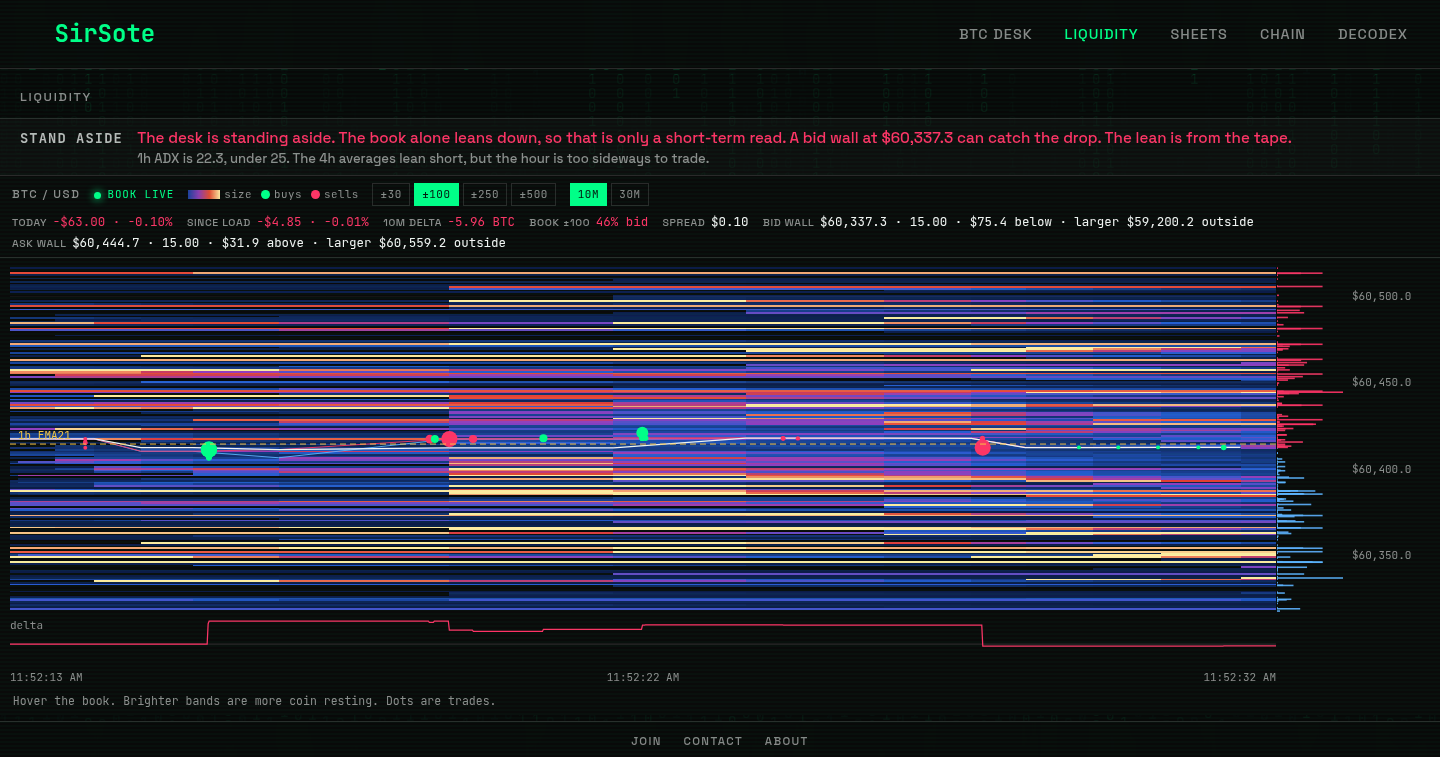 SirSote
BTC DESK LIQUIDITY SHEETS CHAIN DECODEX
LIQUIDITY
STAND ASIDE The desk is standing aside. The book alone leans down, so that is only a short-term read. A bid wall at $60,337.3 can catch the drop. The lean is from the tape.
1h ADX is 22.3, under 25. The 4h averages lean short, but the hour is too sideways to trade.
BTC / USD BOOK LIVE size buys sells ±30 ±100 ±250 ±500 10M 30M
TODAY -$63.00 · -0.10% SINCE LOAD -$4.85 · -0.01% 10M DELTA -5.96 BTC BOOK ±100 46% bid SPREAD $0.10 BID WALL $60,337.3 · 15.00 · $75.4 below · larger $59,200.2 outside
ASK WALL $60,444.7 · 15.00 · $31.9 above · larger $60,559.2 outside
$60,500.0
$60,450.0
1h EMA21
$60,400.0
$60,350.0
delta
11:52:13 AM 11:52:22 AM 11:52:32 AM
Hover the book. Brighter bands are more coin resting. Dots are trades.
JOIN CONTACT ABOUT